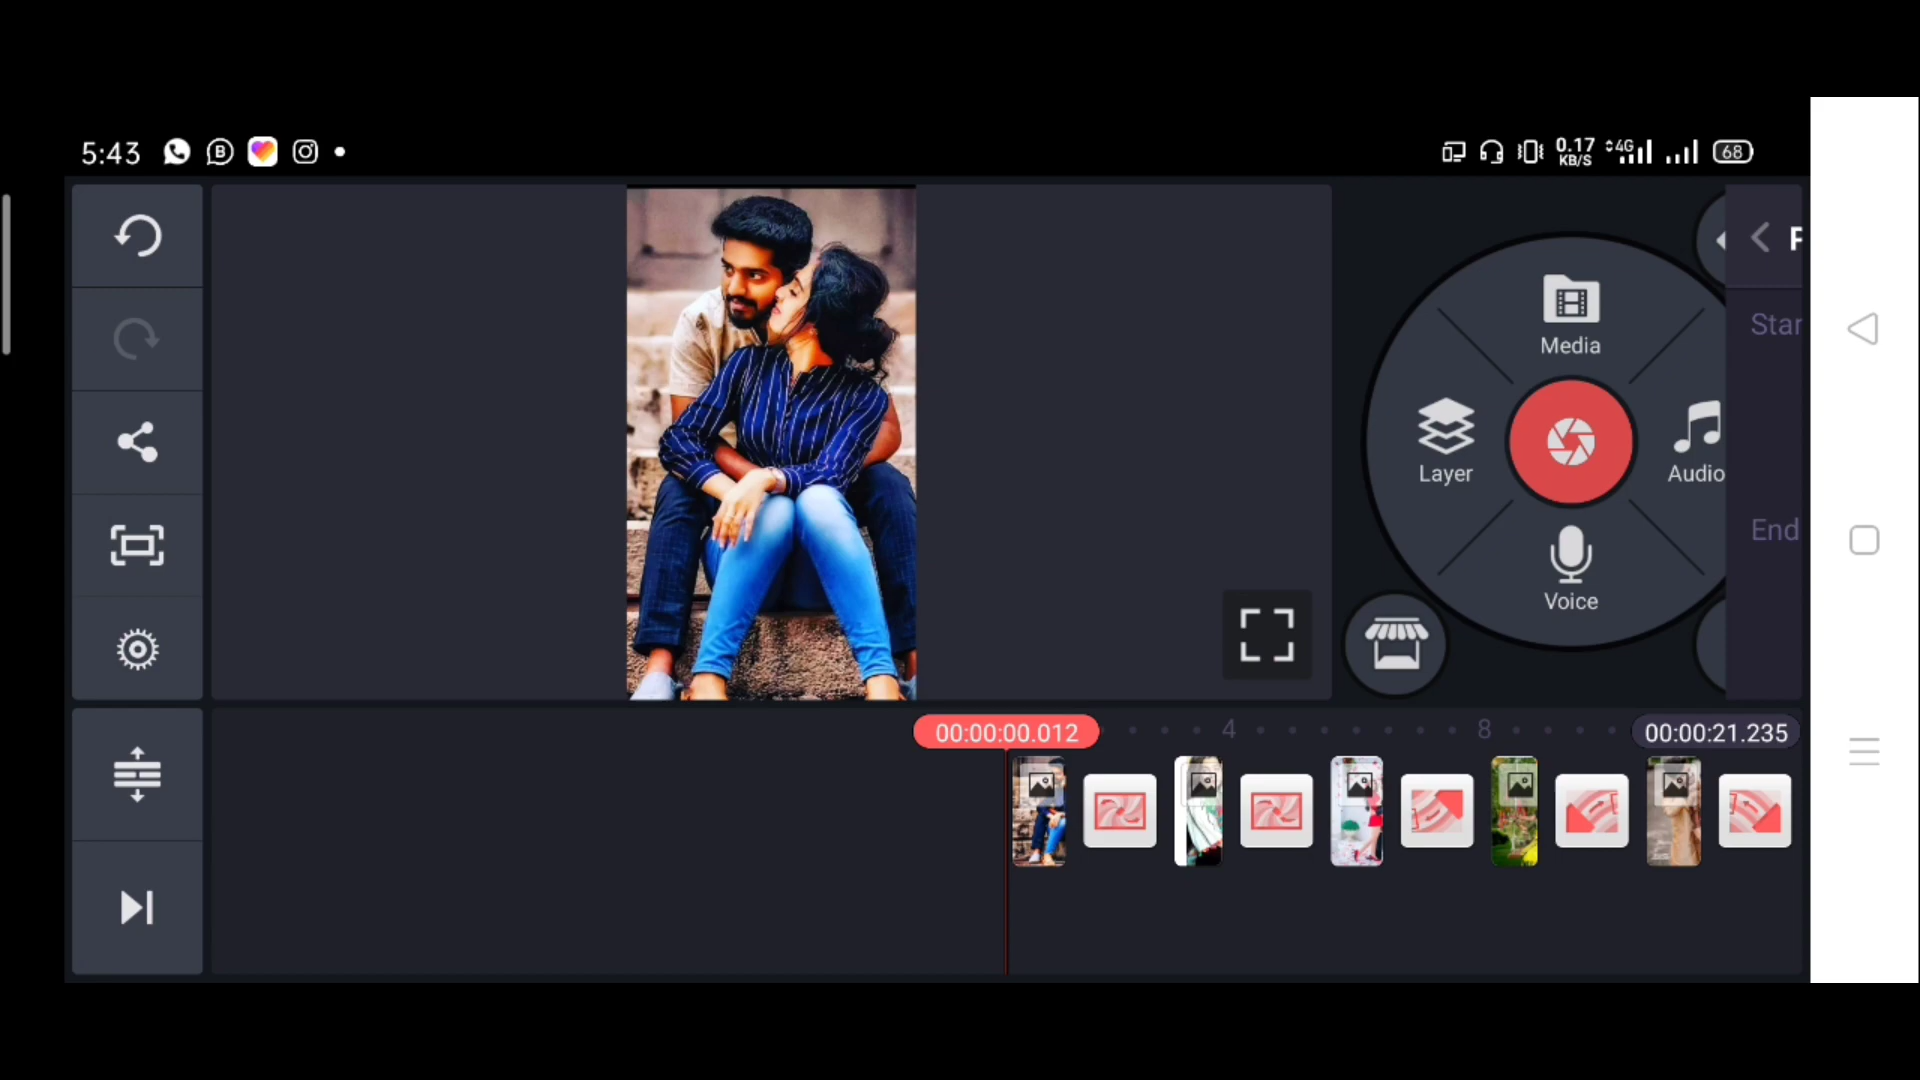 5:43
0.17
KB/S
4G
68
P
Media
Star
Layer
Audio
End
Voice
00:00:00.012
4
8
00:00:21.235